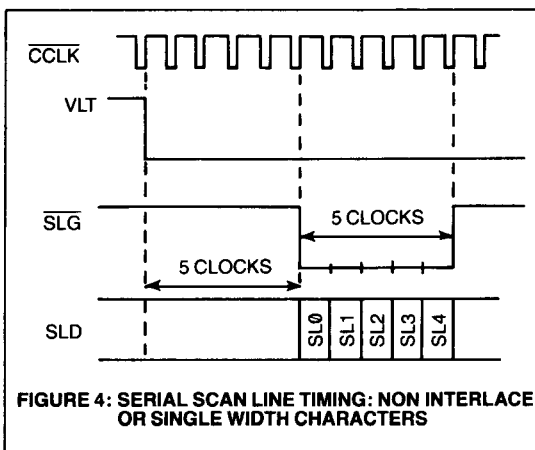 CCLK
VLT
SLG
5 CLOCKS
5 CLOCKS
SLD
SL0
SL1
SL2
SL3
SL4
FIGURE 4: SERIAL SCAN LINE TIMING: NON INTERLACE
OR SINGLE WIDTH CHARACTERS